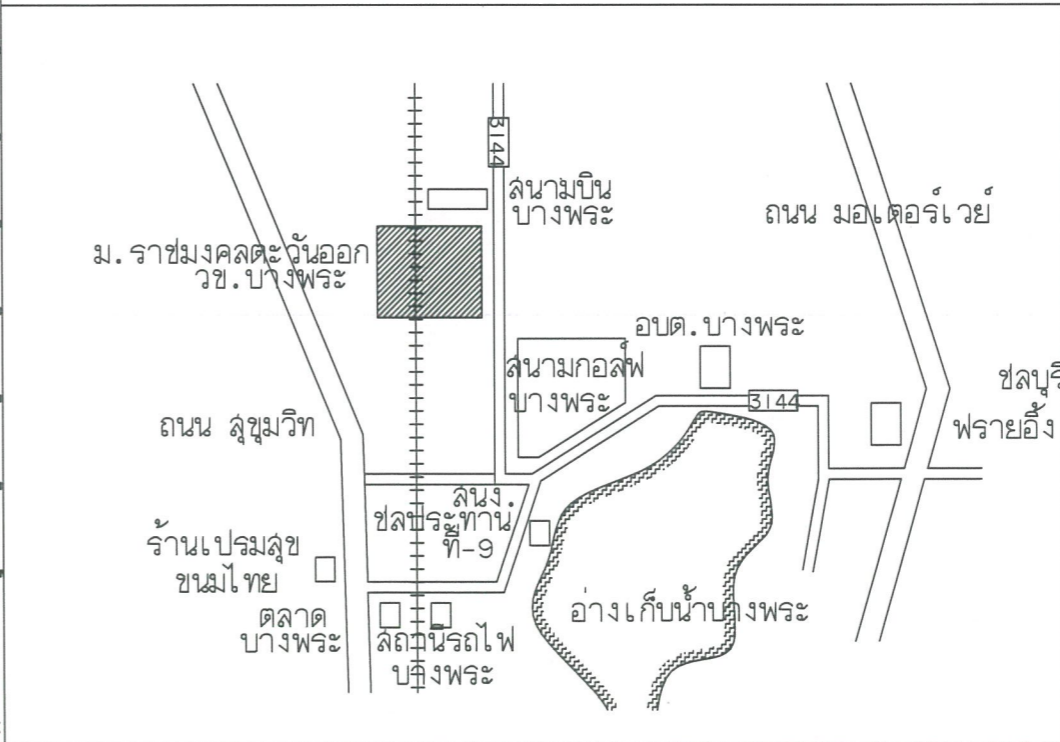 3144
สนามบิน
บางพระ
ถนน มอเตอร์เวย์
ม.ราชมงคลตะวันออก
วข.บางพระ
อบต.บางพระ
สนามกอล์ฟ
บางพระ
ชลบุรี
3144
ถนน สุขุมวิท
ฟรายอิ้ง
สนง.
ชลประทาน
ที่-9
ร้านเปรมสุข
ขนมไทย
ตลาด
บางพระ
สถานีรถไฟ
บางพระ
อ่างเก็บน้ำบางพระ